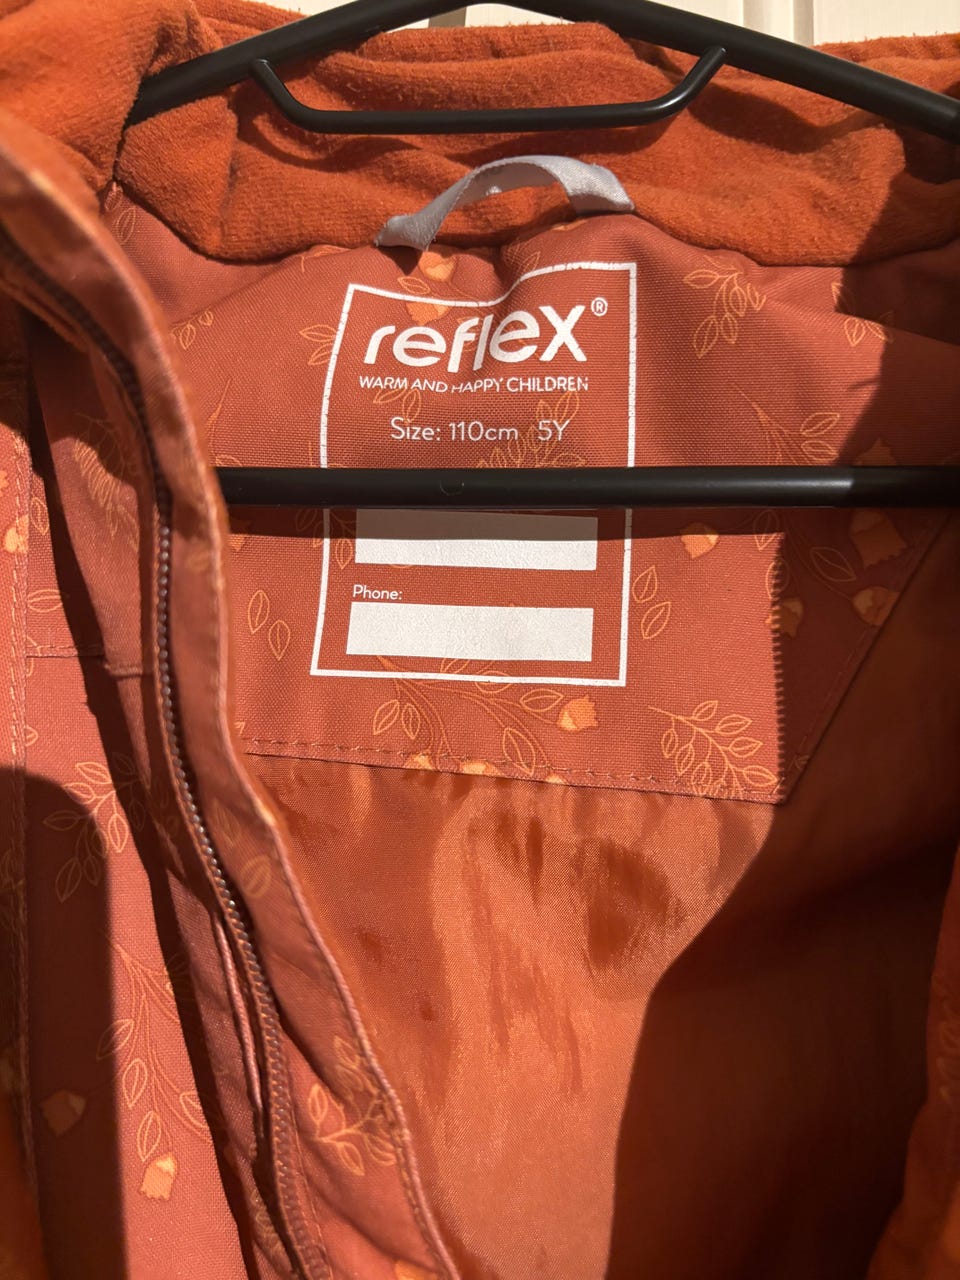 reflex®
WARM AND HAPPY CHILDREN
Size: 110cm 5Y
Phone: